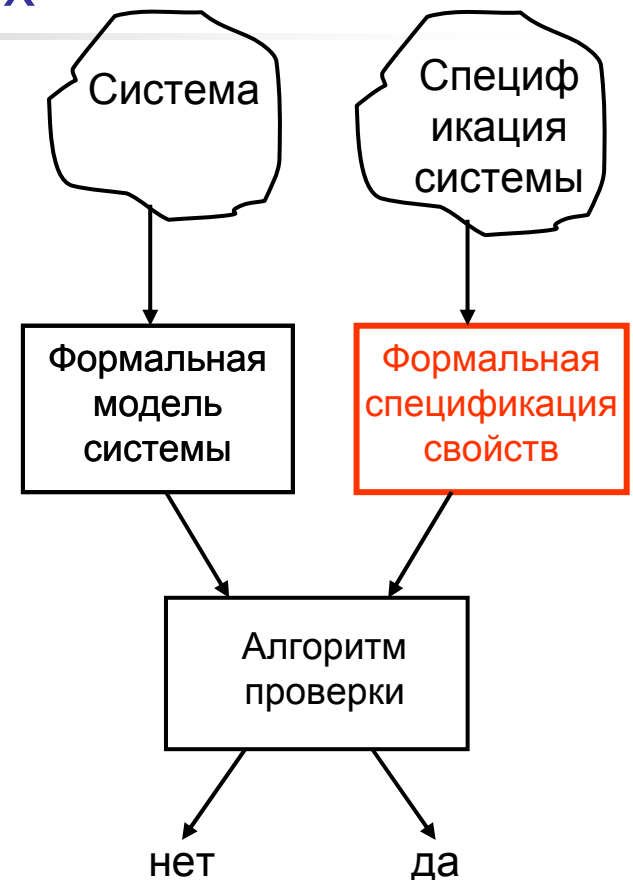 Система
Специф
икация
системы
Формальная
модель
системы
Формальная
спецификация
свойств
Алгоритм
проверки
нет
да